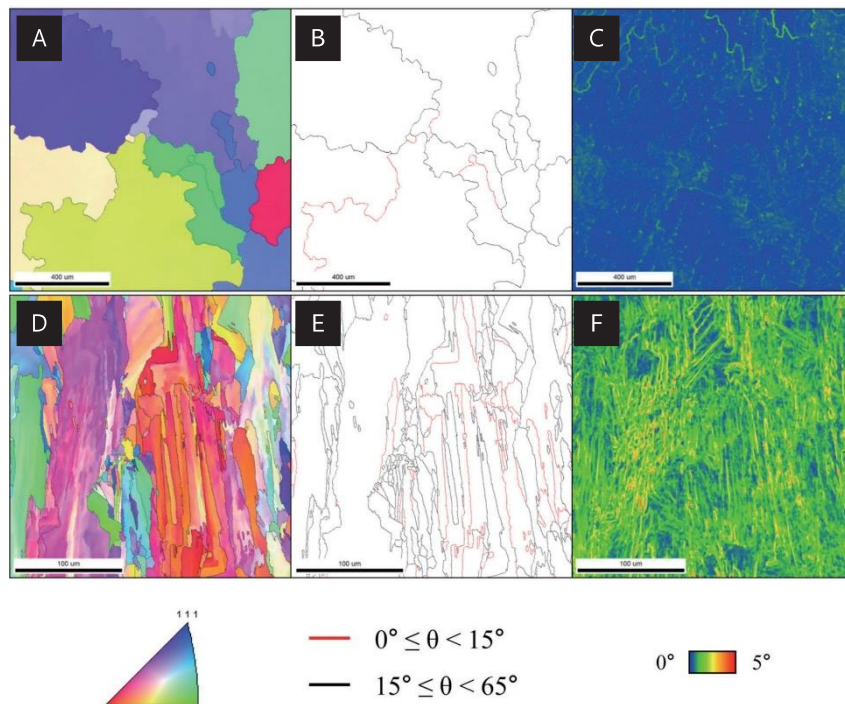 A
B
C
400 um
400 um
400 um
D
E
F
100 um
100 um
100 um
1 1 1
0° ≤ θ < 15°
0°
5°
15° ≤ θ < 65°